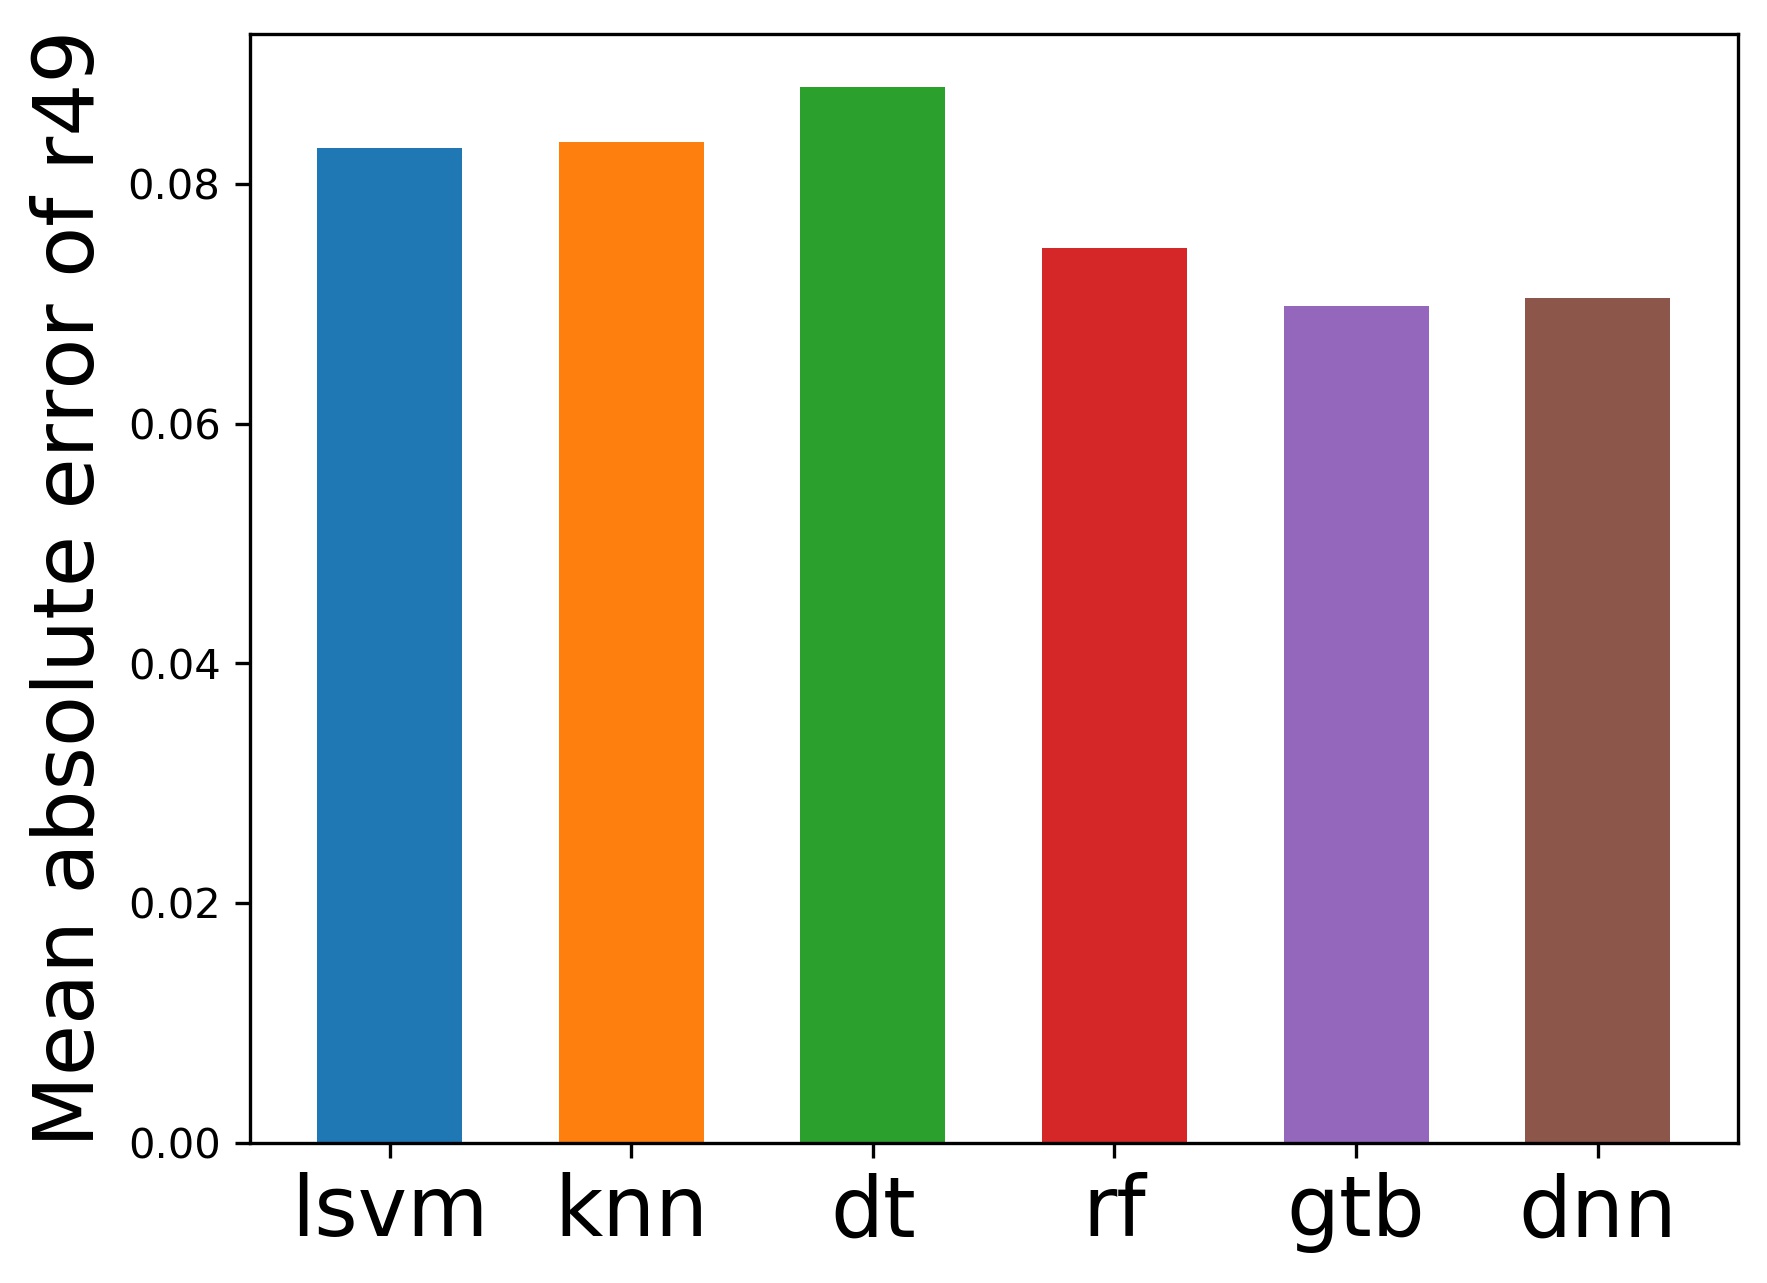 Mean absolute error of r49
0.08
0.06
0.04
0.02
0.00
lsvm knn dt rf gtb dnn